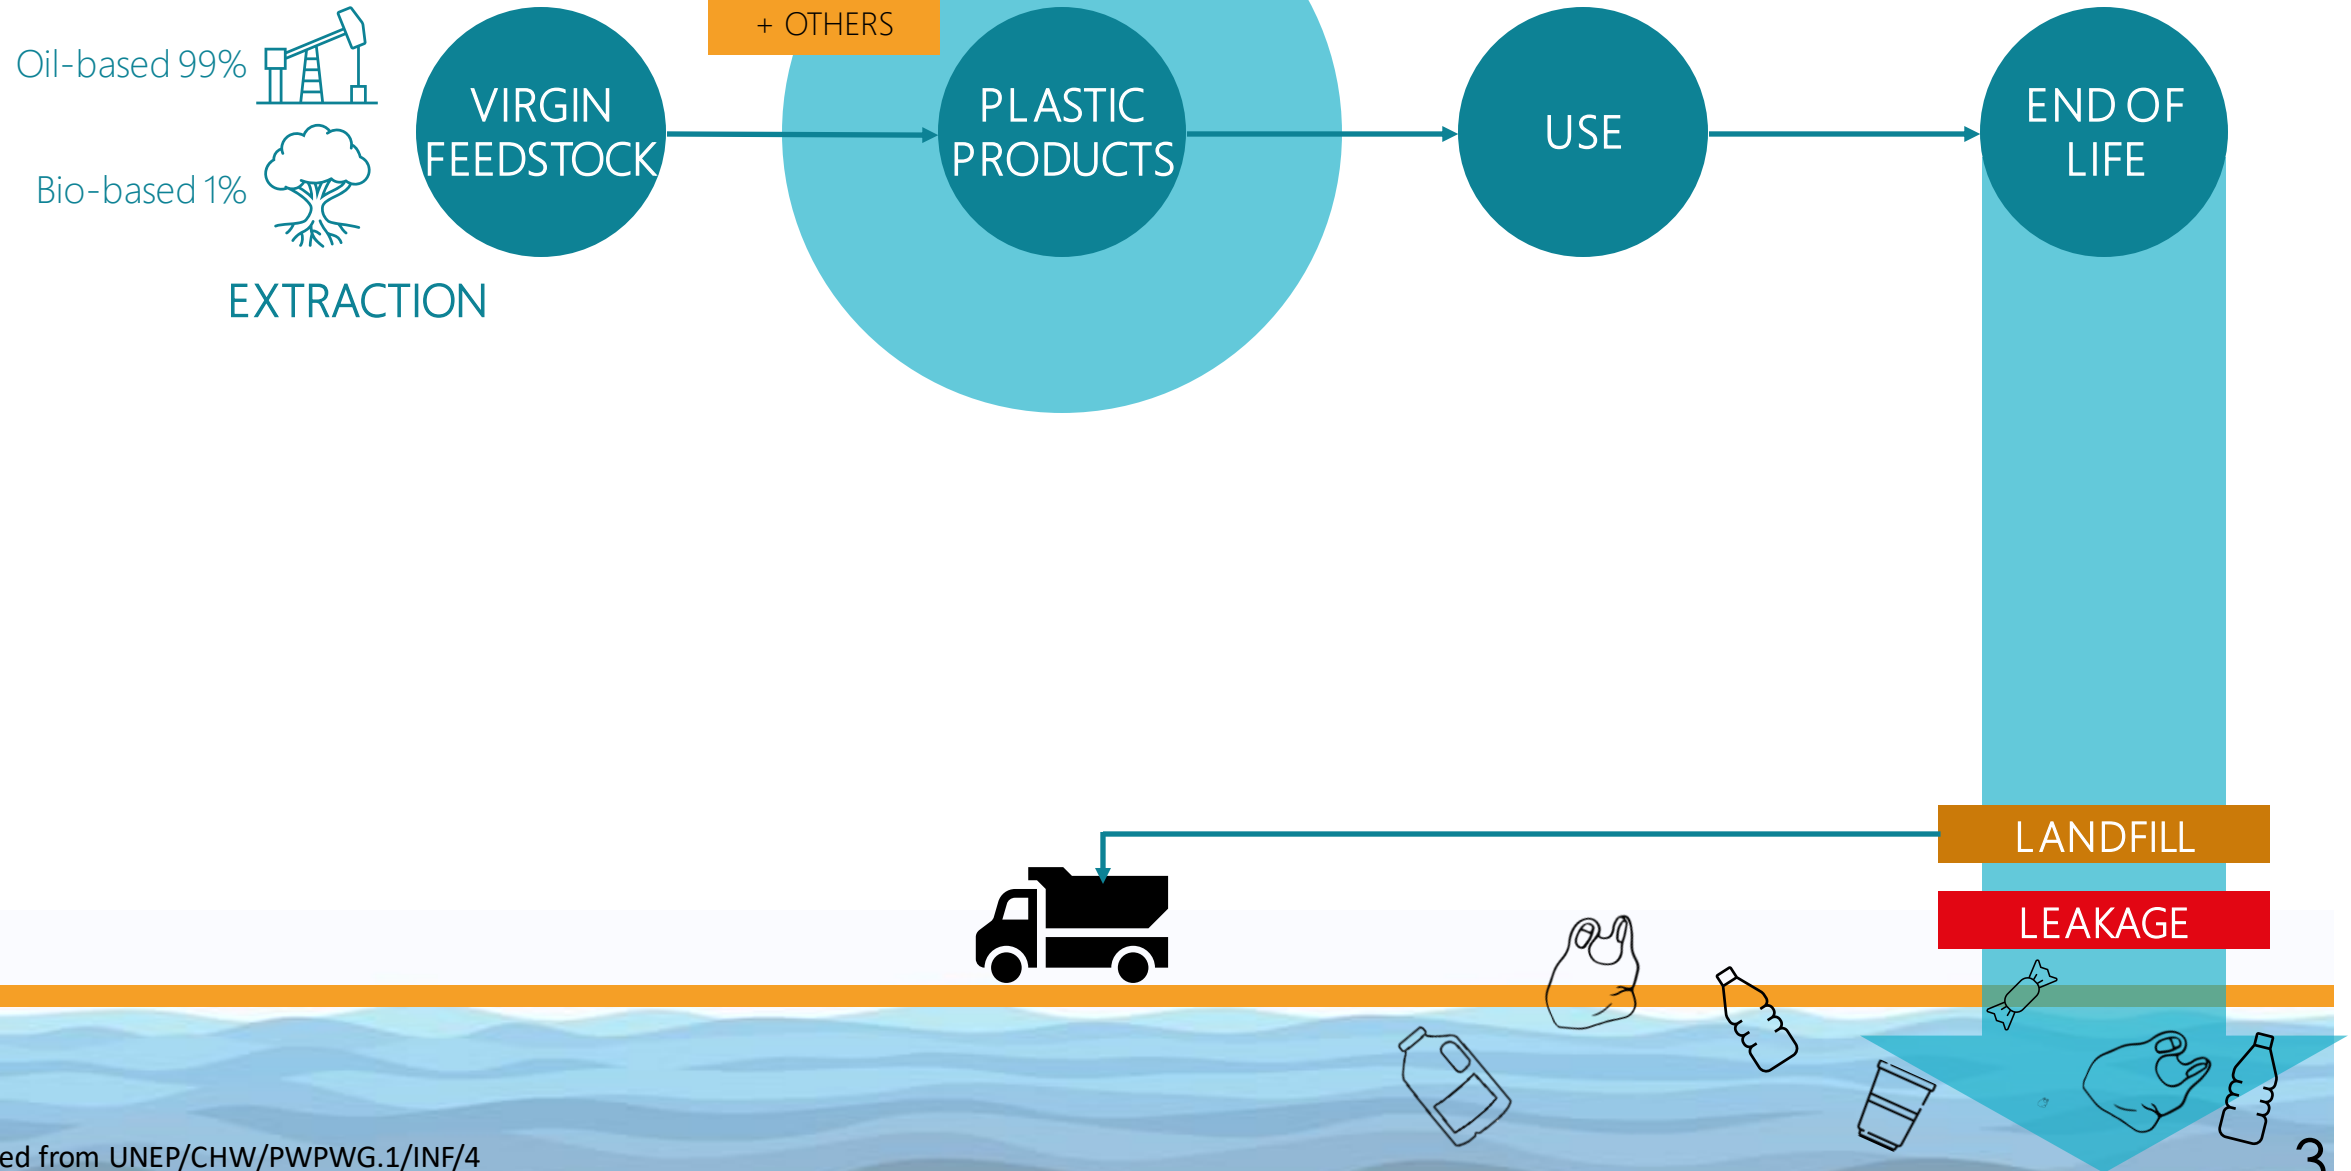 + OTHERS
Oil-based 99%
Bio-based 1%
EXTRACTION
VIRGIN
FEEDSTOCK
PLASTIC
PRODUCTS
USE
END OF
LIFE
LANDFILL
LEAKAGE
ed from UNEP/CHW/PWPWG.1/INF/4
3